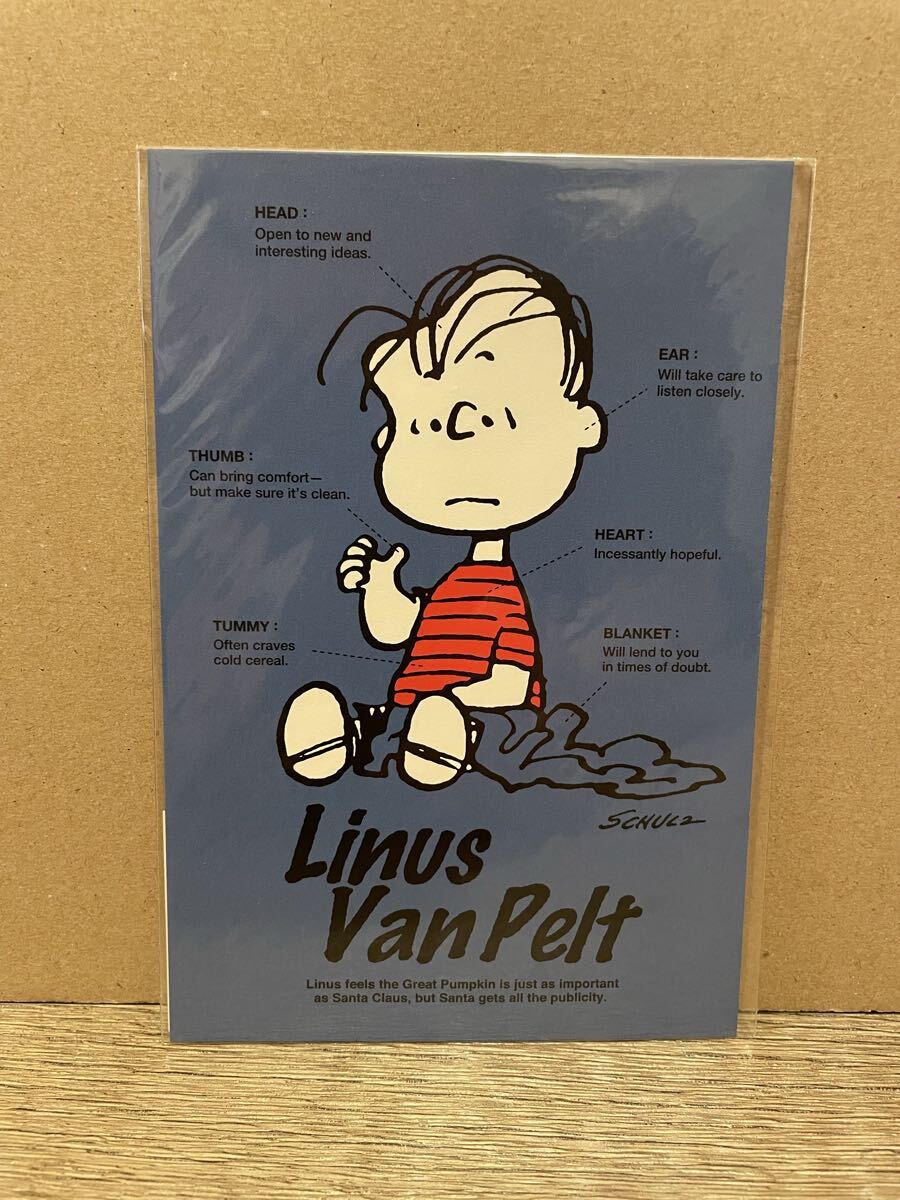 HEAD :
Open to new and
interesting ideas.
EAR :
Will take care to
listen closely.
THUMB :
Can bring comfort—
but make sure it's clean.
HEART :
Incessantly hopeful.
TUMMY :
Often craves
cold cereal.
BLANKET :
Will lend to you
in times of doubt.
SCHULZ
Linus
Van Pelt
Linus feels the Great Pumpkin is just as important
as Santa Claus, but Santa gets all the publicity.